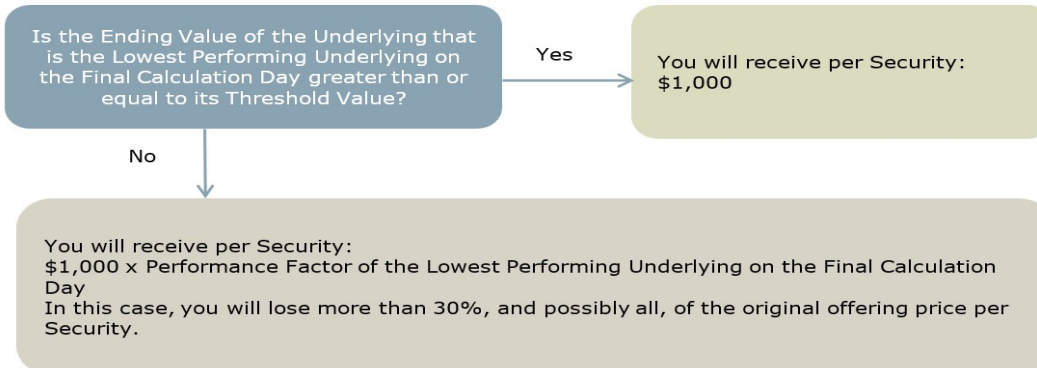 Is the Ending Value of the Underlying that
is the Lowest Performing Underlying on
the Final Calculation Day greater than or
equal to its Threshold Value?
Yes
You will receive per Security:
$1,000
No
You will receive per Security:
$1,000 x Performance Factor of the Lowest Performing Underlying on the Final Calculation
Day
In this case, you will lose more than 30%, and possibly all, of the original offering price per
Security.